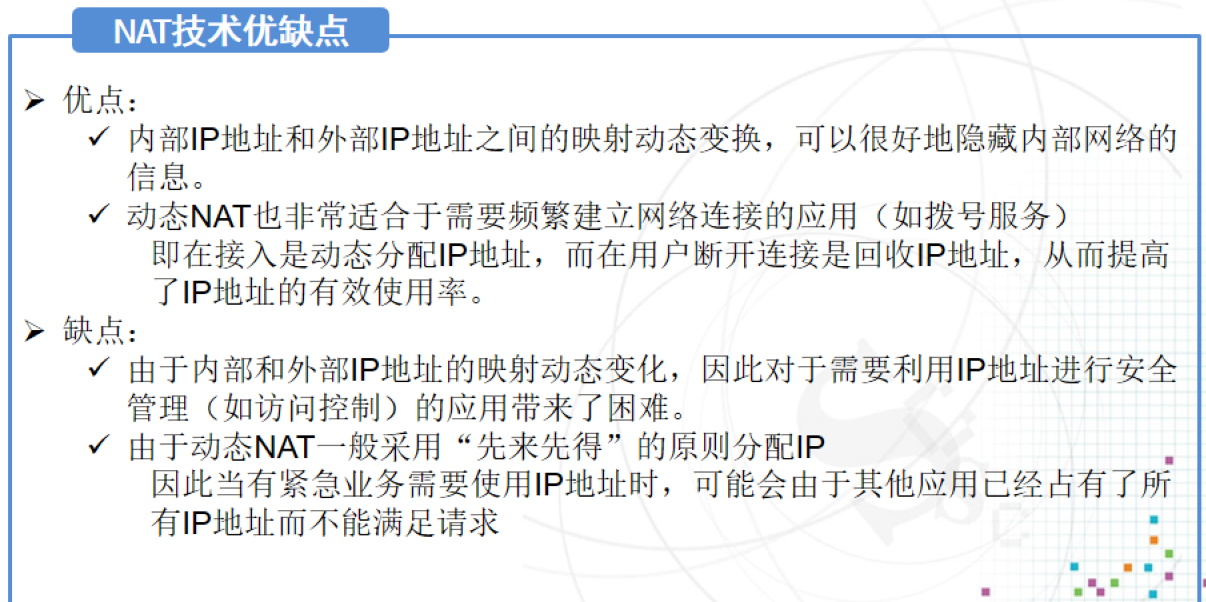 NAT技术优缺点
➢ 优点：
✓ 内部IP地址和外部IP地址之间的映射动态变换，可以很好地隐藏内部网络的
信息。
✓ 动态NAT也非常适合于需要频繁建立网络连接的应用（如拨号服务）
即在接入是动态分配IP地址，而在用户断开连接是回收IP地址，从而提高
了IP地址的有效使用率。
➢ 缺点：
✓ 由于内部和外部IP地址的映射动态变化，因此对于需要利用IP地址进行安全
管理（如访问控制）的应用带来了困难。
✓ 由于动态NAT一般采用“先来先得”的原则分配IP
因此当有紧急业务需要使用IP地址时，可能会由于其他应用已经占有了所
有IP地址而不能满足请求